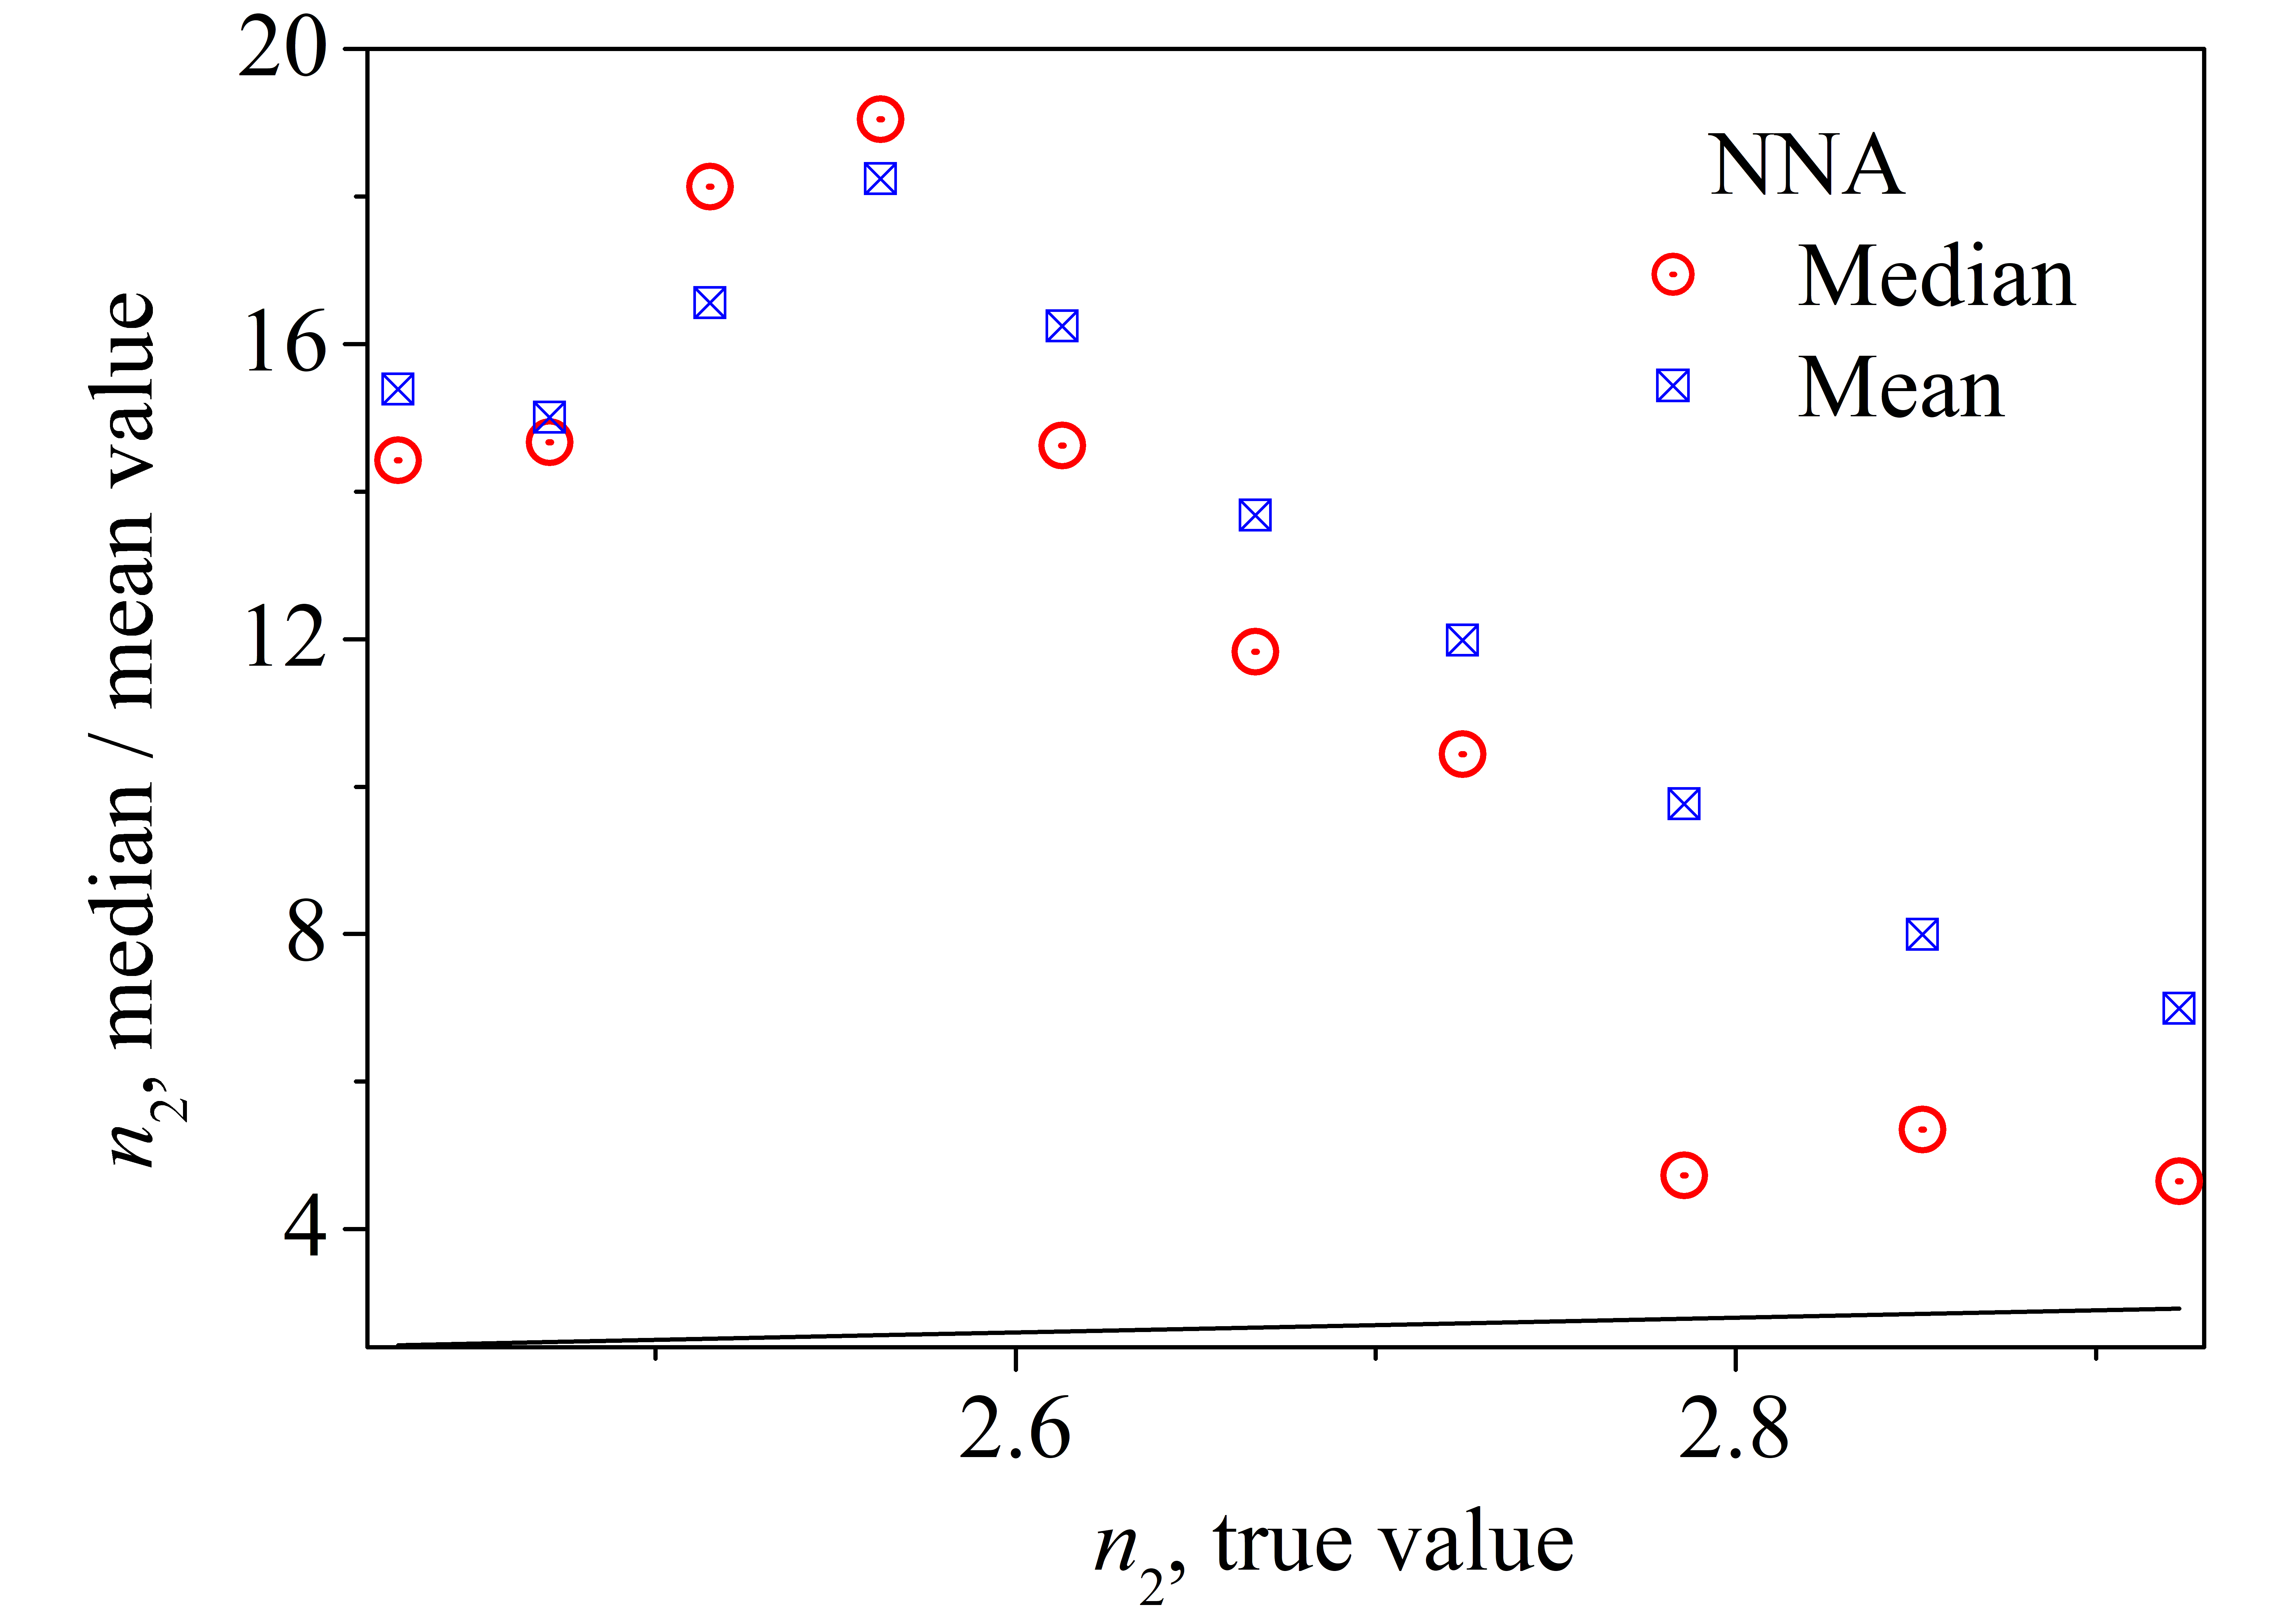 20
16
12
8
4
n2, median / mean value
NNA
Median
Mean
2.6
2.8
n2, true value